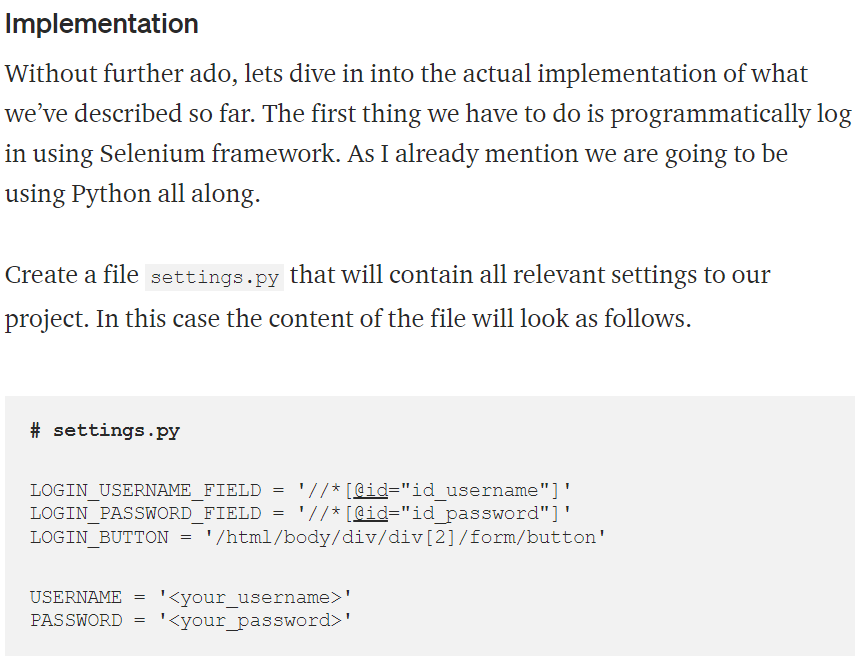 Implementation
Without further ado, lets dive in into the actual implementation of what
we’ve described so far. The first thing we have to do is programmatically log
in using Selenium framework. As I already mention we are going to be
using Python all along.
Create a file settings.py that will contain all relevant settings to our
project. In this case the content of the file will look as follows.
# settings.py
LOGIN_USERNAME_FIELD = '//*[@id="id_username"]'
LOGIN_PASSWORD_FIELD = '//*[@id="id_password"]'
LOGIN_BUTTON = '/html/body/div/div[2]/form/button'
USERNAME = '<your_username>'
PASSWORD = '<your_password>'